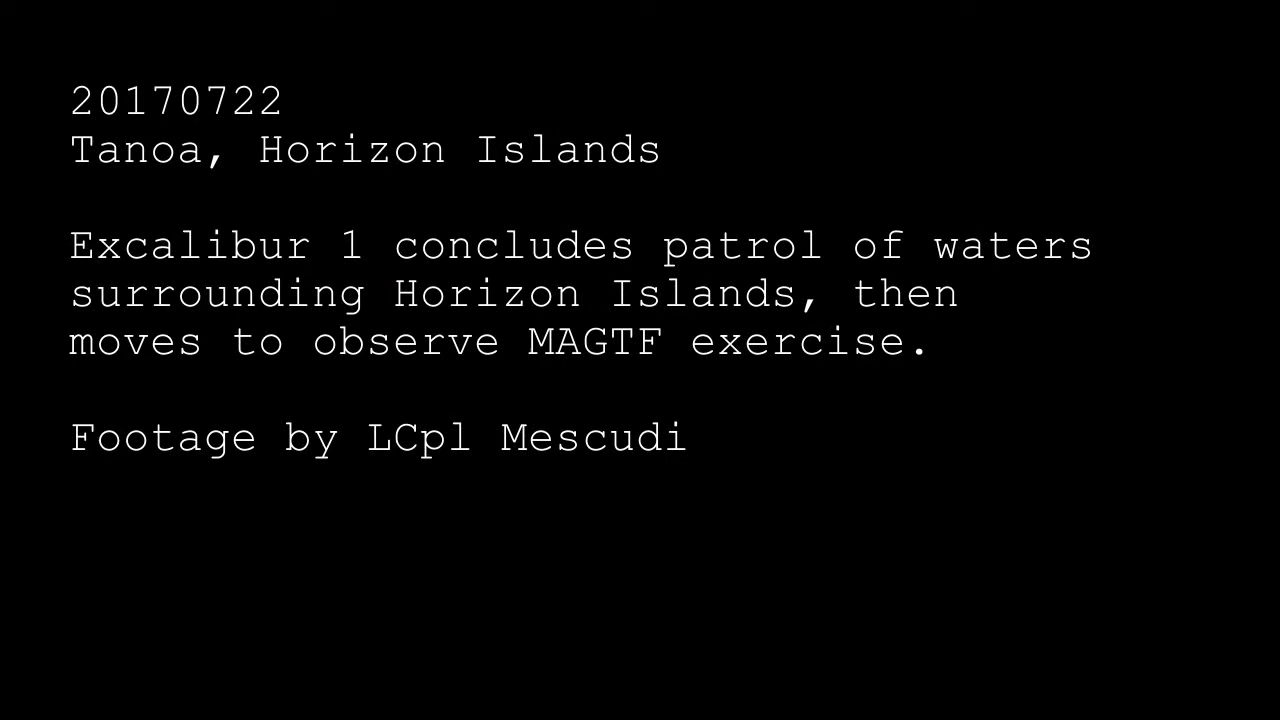 20170722
Tanoa, Horizon Islands
Excalibur 1 concludes patrol of waters
surrounding Horizon Islands, then
moves to observe MAGTF exercise.
Footage by LCpl Mescudi